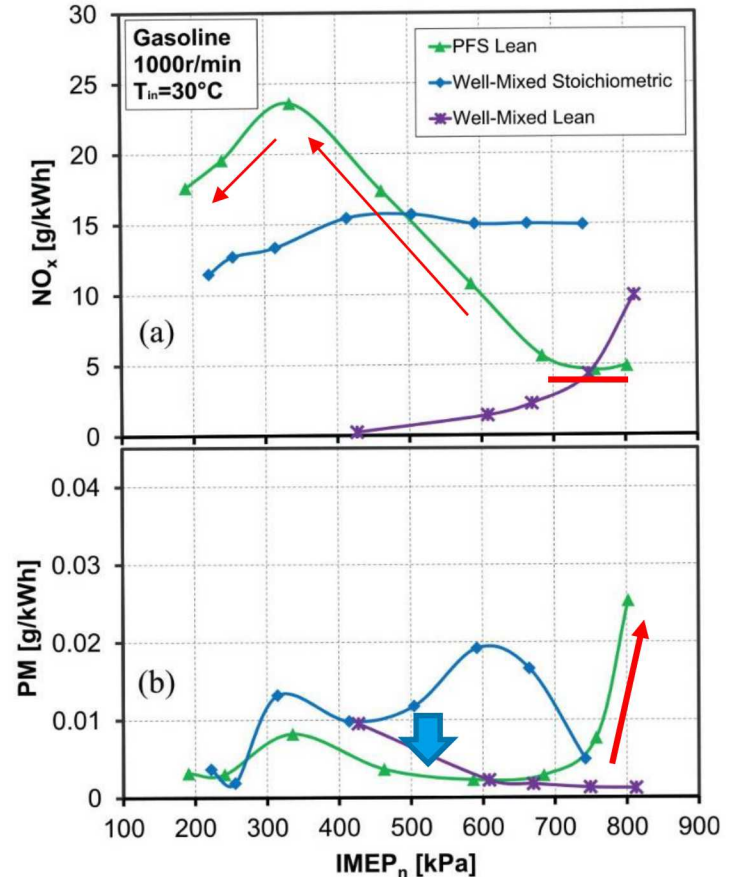 30
25
20
15
10
5
0
NOₓ [g/kWh]
Gasoline
1000r/min
Tᵢₙ=30°C
PFS Lean
Well-Mixed Stoichiometric
Well-Mixed Lean
(a)
0.04
0.03
0.02
0.01
0
PM [g/kWh]
(b)
100 200 300 400 500 600 700 800 900
IMEPₙ [kPa]